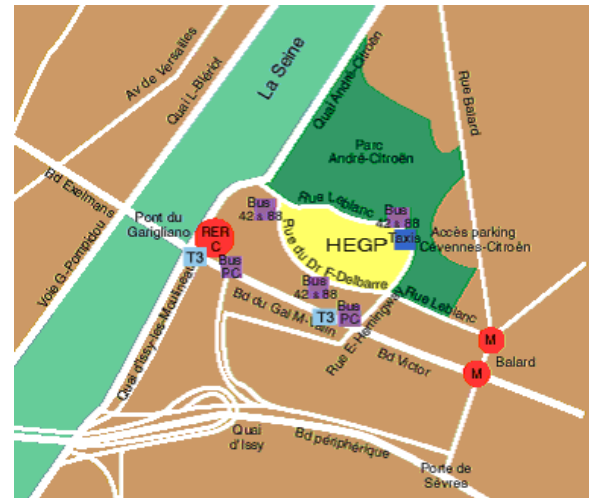 Av de Versailles
Quai L-Blériot
La Seine
Quai André-Citroën
Rue Balard
Parc
André-Citroën
Bd Exelmans
Rue Leblanc
Bus
42 & 88
Bus
42 & 88
Pont du
Garigliano
RER
C
HEGP
Taxis
Accès parking
Cévennes-Citroën
Voie G-Pompidou
T3
Bus
PC
Rue du Dr F-Delbarre
Bus
42 & 88
Bus
PC
T3
Rue Leblanc
Quai d'Issy-les-Moulineaux
Bd du Gal M-Valin
Rue E-Hemingway
M
Balard
Bd Victor
M
Quai
d'Issy
Bd périphérique
Porte de
Sèvres